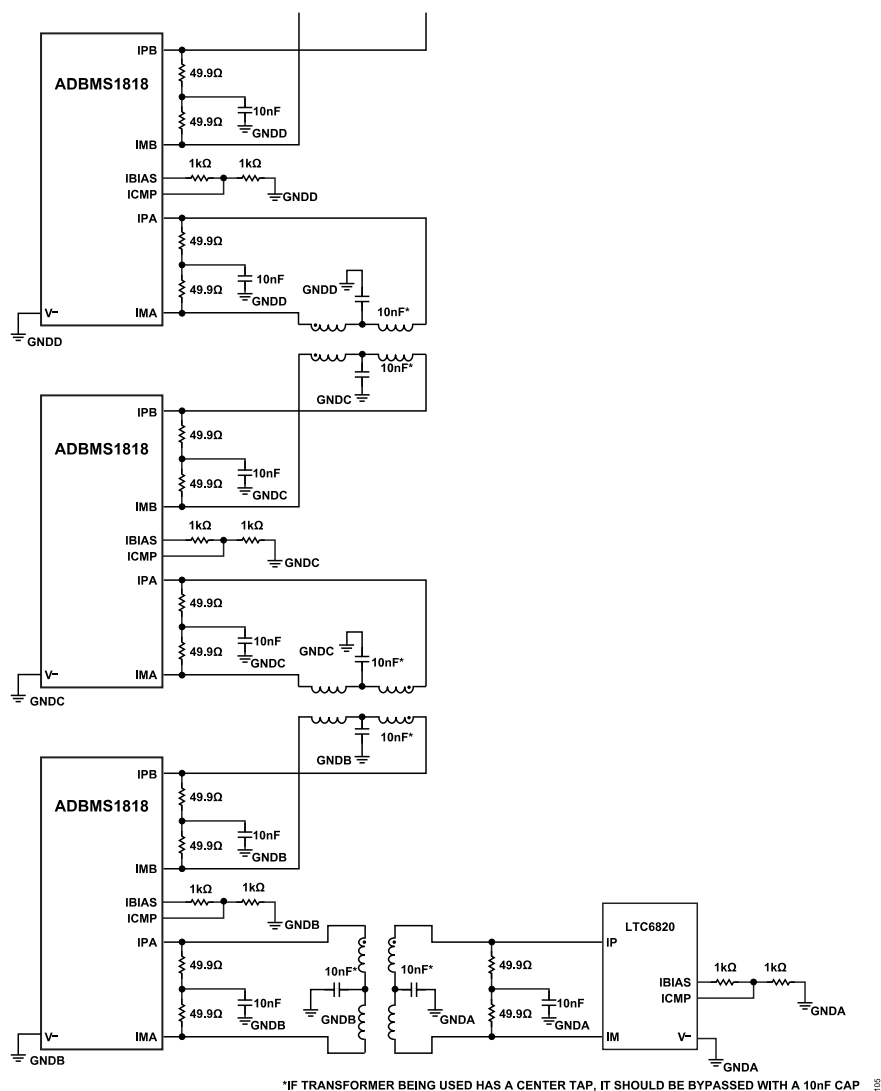 IPB
49.9Ω
ADBMS1818
10nF
49.9Ω
GNDD
IMB
1kΩ 1kΩ
IBIAS
ICMP
GNDD
IPA
49.9Ω
10nF
GNDD
49.9Ω
GNDD
10nF*
V– IMA
GNDD
10nF*
GNDC
IPB
49.9Ω
ADBMS1818
10nF
49.9Ω
GNDC
IMB
1kΩ 1kΩ
IBIAS
ICMP
GNDC
IPA
49.9Ω
10nF
GNDC
49.9Ω
GNDC
10nF*
V– IMA
GNDC
10nF*
GNDB
IPB
49.9Ω
ADBMS1818
10nF
49.9Ω
GNDB
IMB
1kΩ 1kΩ
IBIAS
ICMP
GNDB
IPA
49.9Ω
10nF
GNDB
49.9Ω
10nF* 10nF*
GNDB GNDA
V– IMA
GNDB
49.9Ω
10nF
49.9Ω GNDA
LTC6820
IP
IBIAS
ICMP
1kΩ 1kΩ
GNDA
IM V–
GNDA
*IF TRANSFORMER BEING USED HAS A CENTER TAP, IT SHOULD BE BYPASSED WITH A 10nF CAP
105